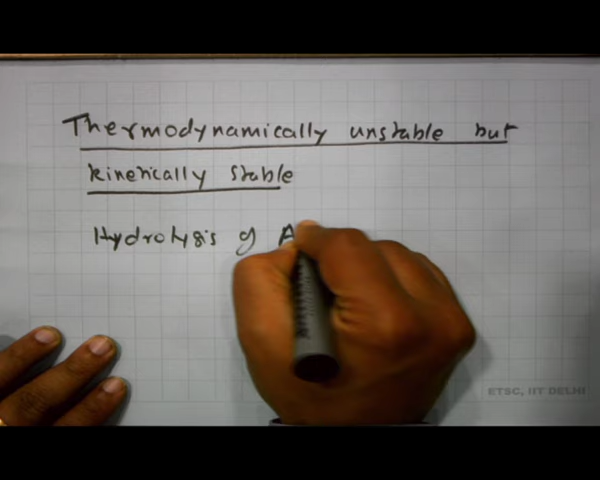 Thermodynamically unstable but
kinetically stable
Hydrolysis of A
ETSC, IIT DELHI